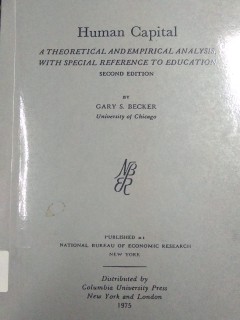 Human Capital
A THEORETICAL AND EMPIRICAL ANALYSIS,
WITH SPECIAL REFERENCE TO EDUCATION
SECOND EDITION
BY
GARY S. BECKER
University of Chicago
NBER
PUBLISHED BY
NATIONAL BUREAU OF ECONOMIC RESEARCH
NEW YORK
Distributed by
Columbia University Press
New York and London
1975